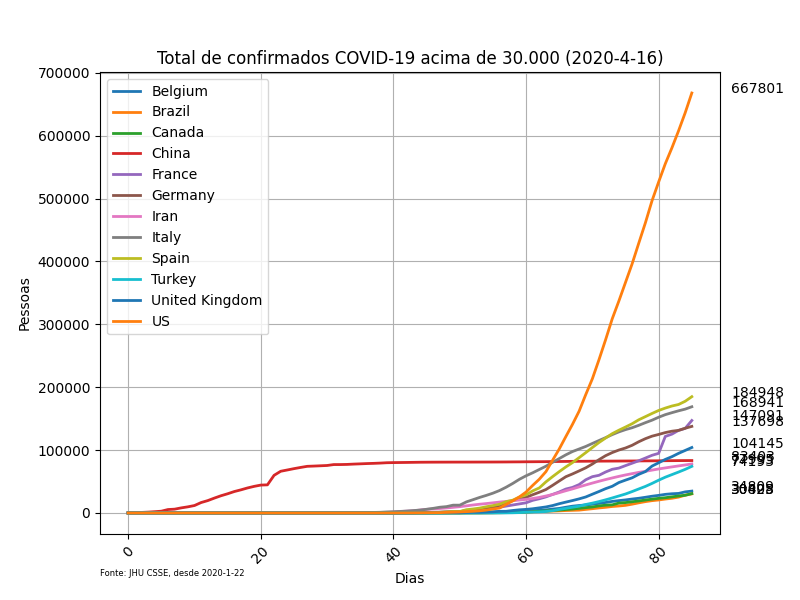 Total de confirmados COVID-19 acima de 30.000 (2020-4-16)
700000
600000
500000
400000
300000
200000
100000
0
Pessoas
Belgium
Brazil
Canada
China
France
Germany
Iran
Italy
Spain
Turkey
United Kingdom
US
667801
184948
168941
147091
137698
104145
74193
34809
0
20
40
60
80
Dias
Fonte: JHU CSSE, desde 2020-1-22